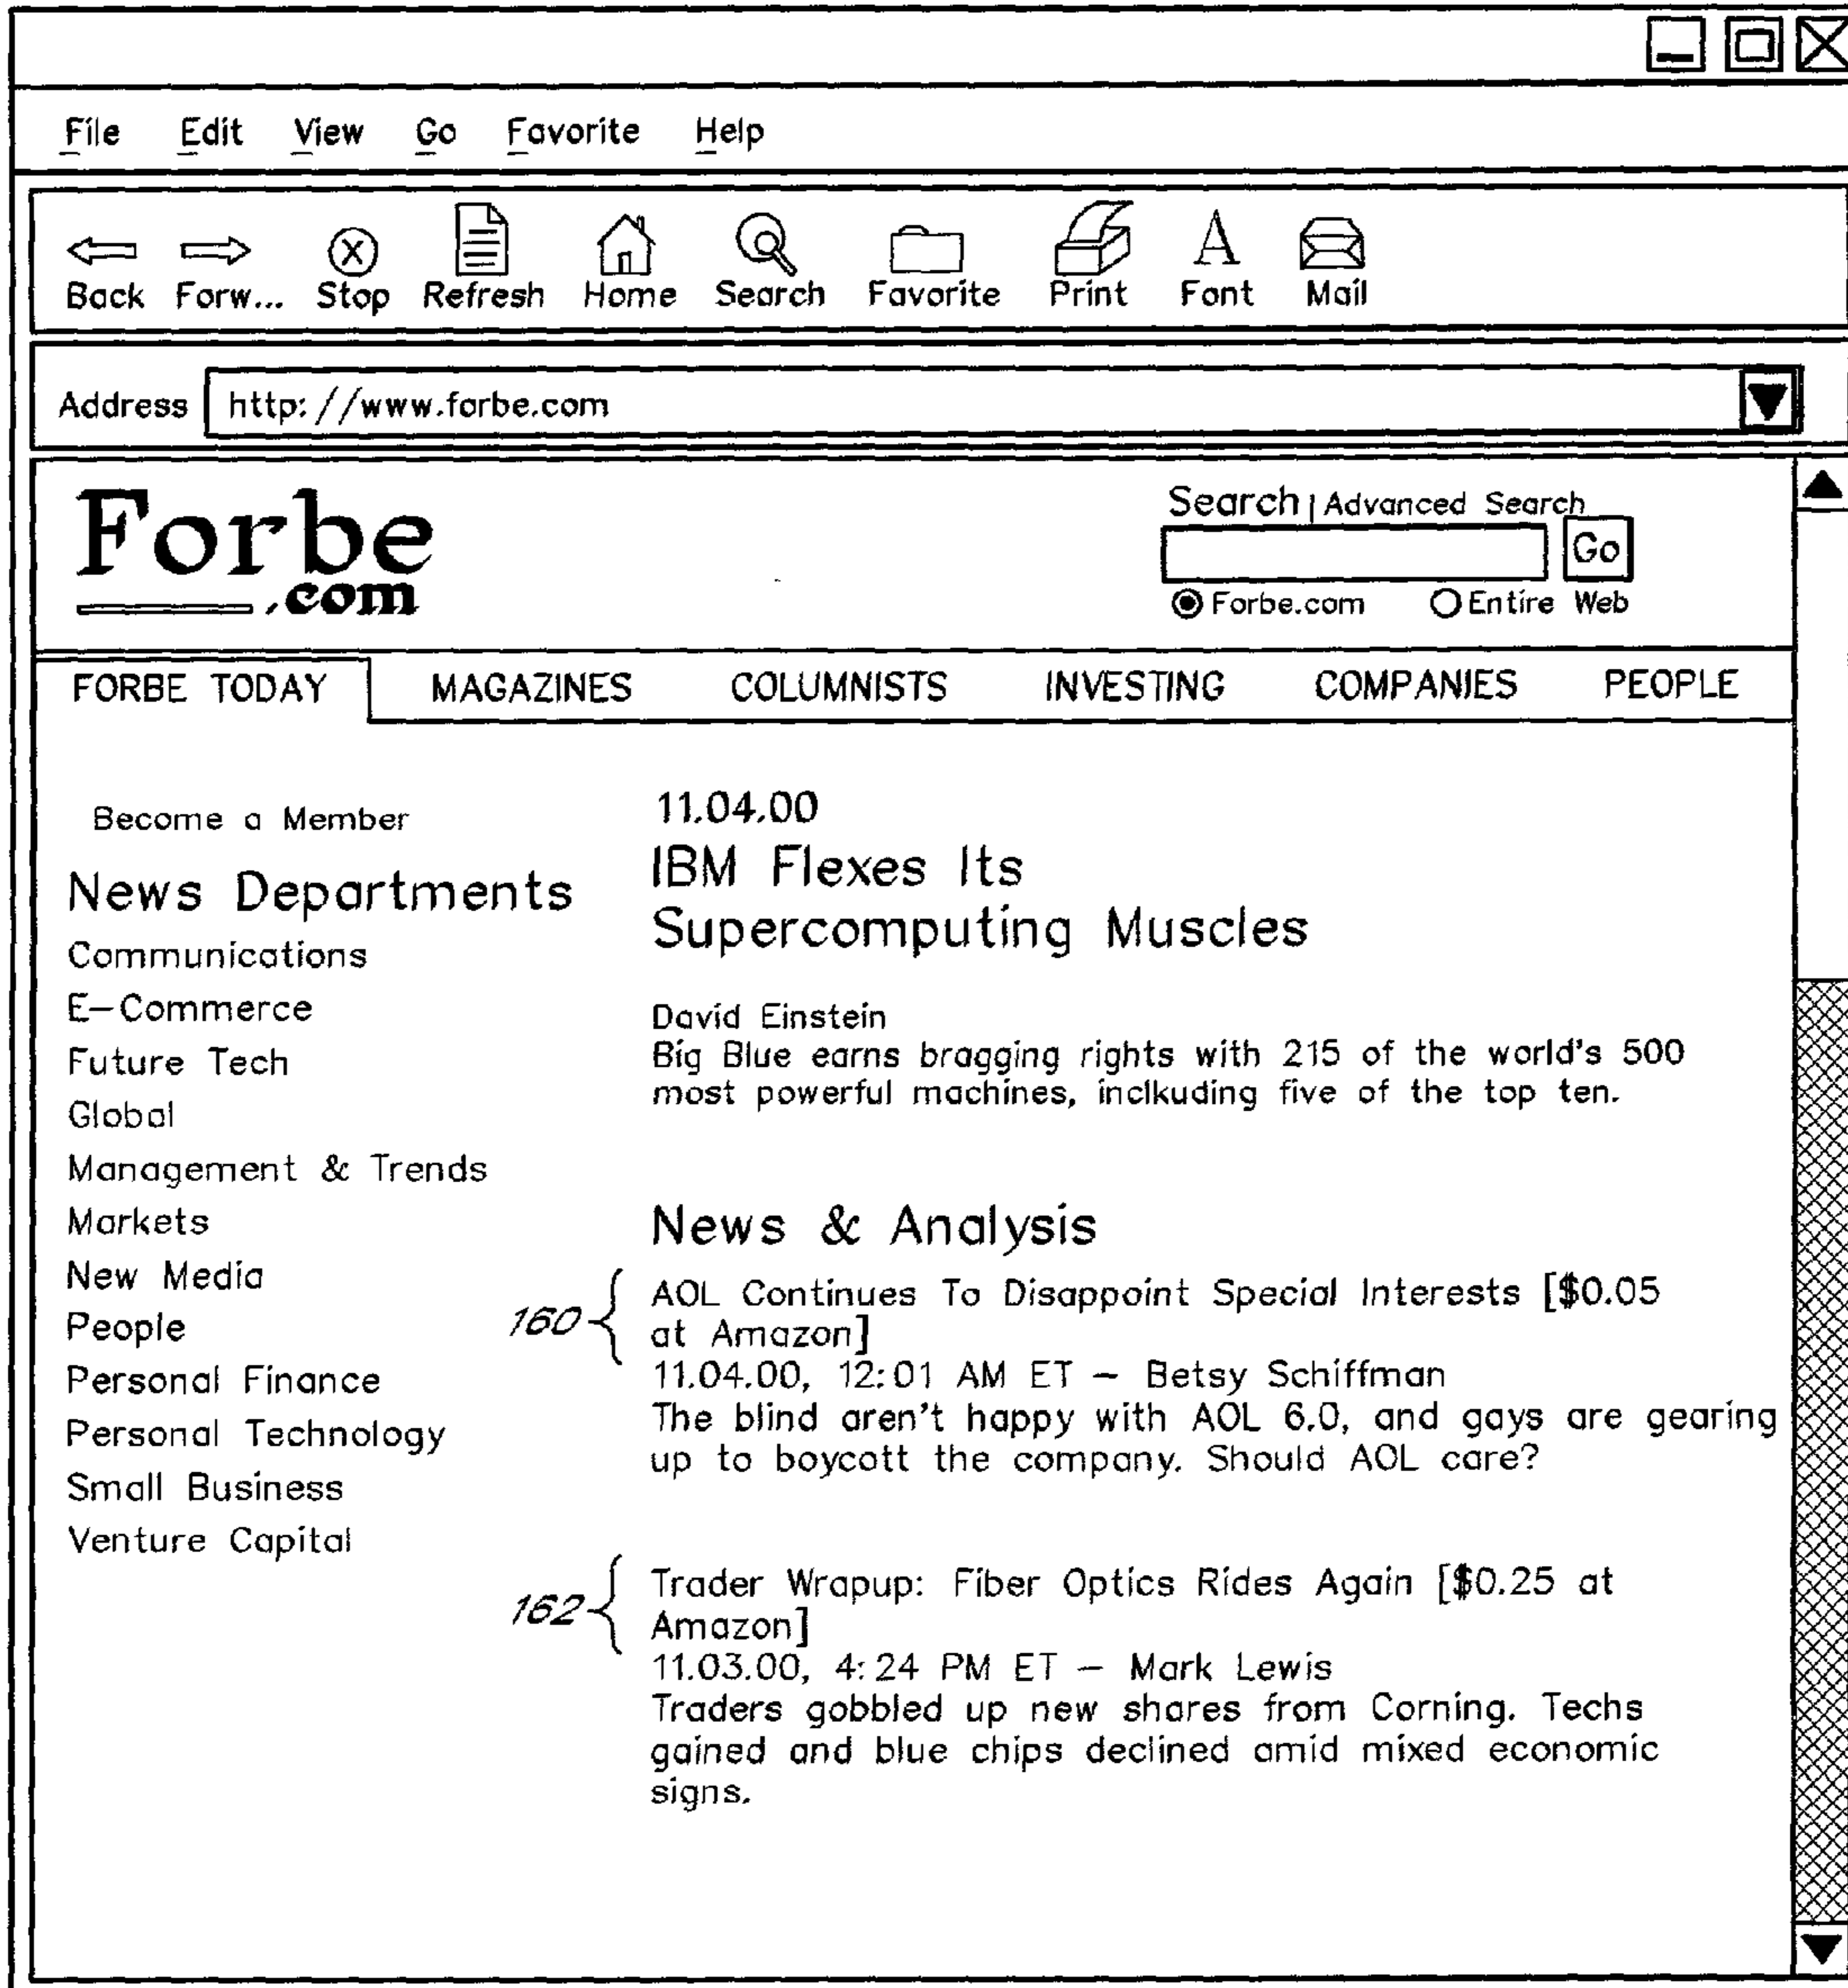 File Edit View Go Favorite Help
Back Forw... Stop Refresh Home Search Favorite Print Font Mail
Address http://www.forbe.com
Forbe
.com
Search | Advanced Search
Go
Forbe.com Entire Web
FORBE TODAY MAGAZINES COLUMNISTS INVESTING COMPANIES PEOPLE
Become a Member
News Departments
Communications
E-Commerce
Future Tech
Global
Management & Trends
Markets
New Media
People
Personal Finance
Personal Technology
Small Business
Venture Capital
11.04.00
IBM Flexes Its
Supercomputing Muscles
David Einstein
Big Blue earns bragging rights with 215 of the world's 500
most powerful machines, inclkuding five of the top ten.
News & Analysis
160
AOL Continues To Disappoint Special Interests [$0.05
at Amazon]
11.04.00, 12:01 AM ET – Betsy Schiffman
The blind aren't happy with AOL 6.0, and gays are gearing
up to boycott the company. Should AOL care?
162
Trader Wrapup: Fiber Optics Rides Again [$0.25 at
Amazon]
11.03.00, 4:24 PM ET – Mark Lewis
Traders gobbled up new shares from Corning. Techs
gained and blue chips declined amid mixed economic
signs.